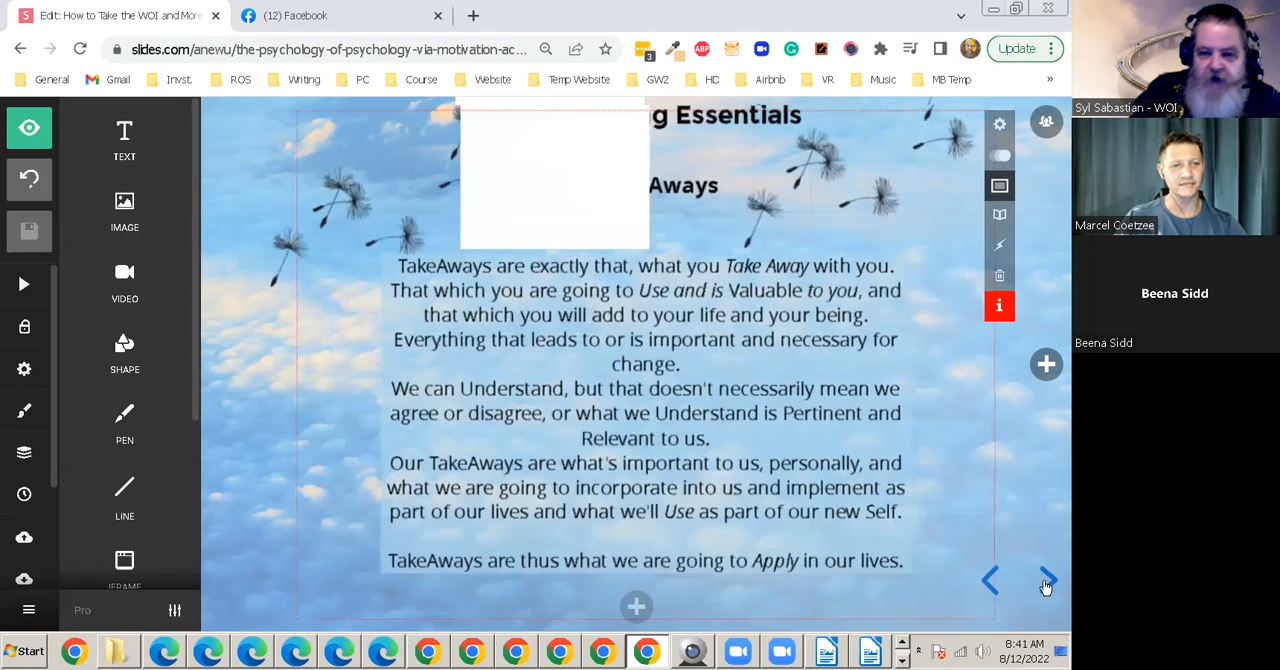 Edit: How to Take the WOI and More
(12) Facebook
slides.com/anewu/the-psychology-of-psychology-via-motivation-ac...
3
ABP
Update
General
Gmail
Invst.
ROS
Writing
PC
Course
Website
Temp Website
GW2
HD
Airbnb
VR
Music
MB Temp
»
TEXT
IMAGE
VIDEO
SHAPE
PEN
LINE
IFRAME
Pro
g Essentials
Aways
TakeAways are exactly that, what you Take Away with you.
That which you are going to Use and is Valuable to you, and
that which you will add to your life and your being.
Everything that leads to or is important and necessary for
change.
We can Understand, but that doesn't necessarily mean we
agree or disagree, or what we Understand is Pertinent and
Relevant to us.
Our TakeAways are what's important to us, personally, and
what we are going to incorporate into us and implement as
part of our lives and what we'll Use as part of our new Self.
TakeAways are thus what we are going to Apply in our lives.
Syl Sabastian - WOI
Marcel Coetzee
Beena Sidd
Beena Sidd
Start
8:41 AM
8/12/2022